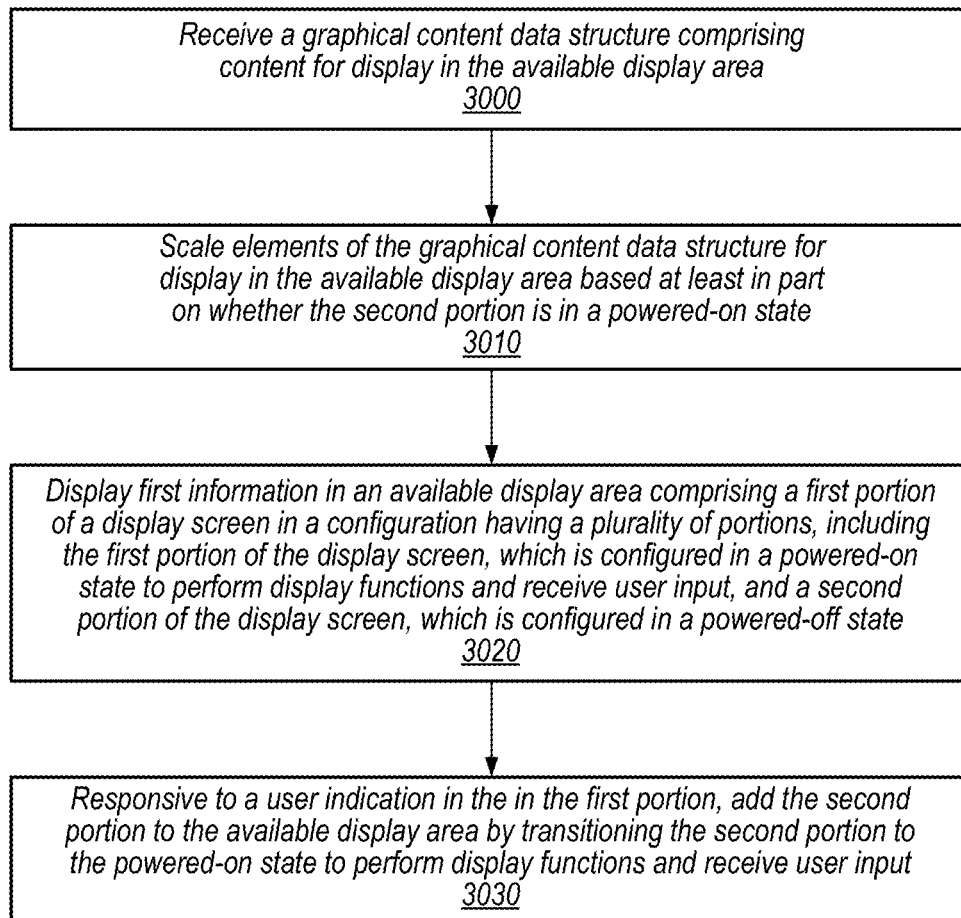 Receive a graphical content data structure comprising
content for display in the available display area
3000
Scale elements of the graphical content data structure for
display in the available display area based at least in part
on whether the second portion is in a powered-on state
3010
Display first information in an available display area comprising a first portion
of a display screen in a configuration having a plurality of portions, including
the first portion of the display screen, which is configured in a powered-on
state to perform display functions and receive user input, and a second
portion of the display screen, which is configured in a powered-off state
3020
Responsive to a user indication in the in the first portion, add the second
portion to the available display area by transitioning the second portion to
the powered-on state to perform display functions and receive user input
3030